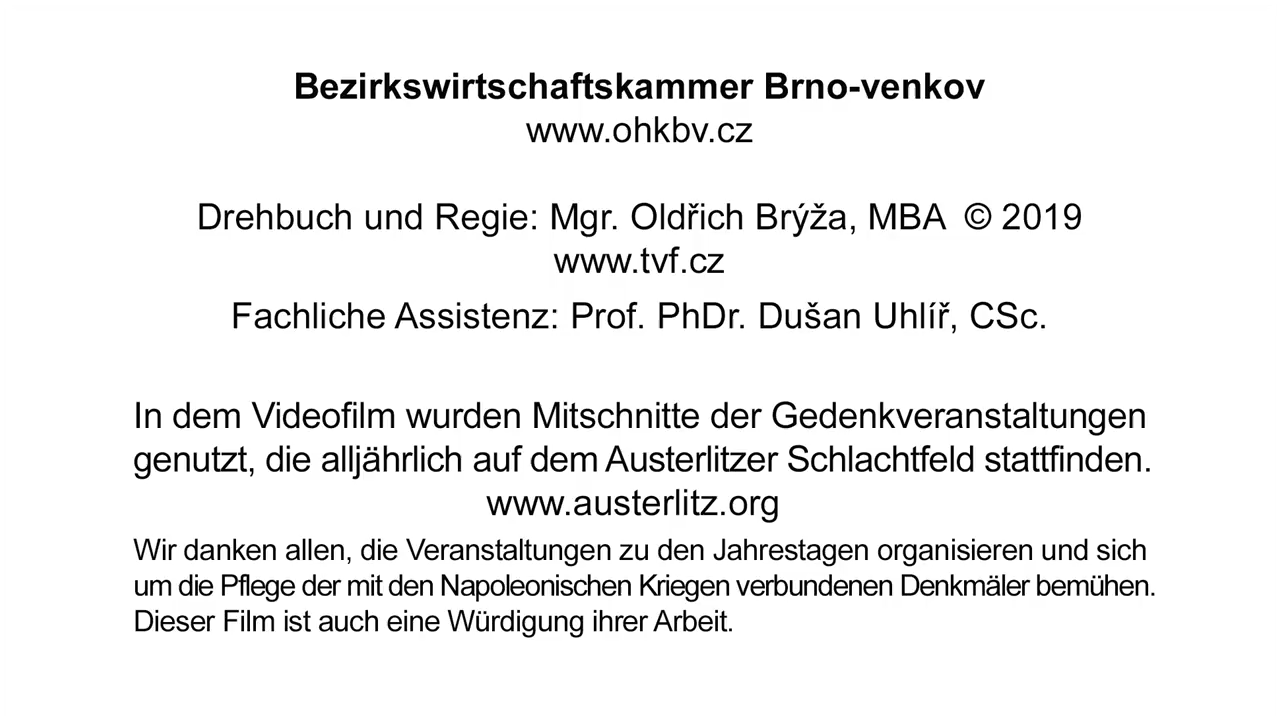 Bezirkswirtschaftskammer Brno-venkov
www.ohkbv.cz
Drehbuch und Regie: Mgr. Oldřich Brýža, MBA © 2019
www.tvf.cz
Fachliche Assistenz: Prof. PhDr. Dušan Uhlíř, CSc.
In dem Videofilm wurden Mitschnitte der Gedenkveranstaltungen
genutzt, die alljährlich auf dem Austerlitzer Schlachtfeld stattfinden.
www.austerlitz.org
Wir danken allen, die Veranstaltungen zu den Jahrestagen organisieren und sich
um die Pflege der mit den Napoleonischen Kriegen verbundenen Denkmäler bemühen.
Dieser Film ist auch eine Würdigung ihrer Arbeit.